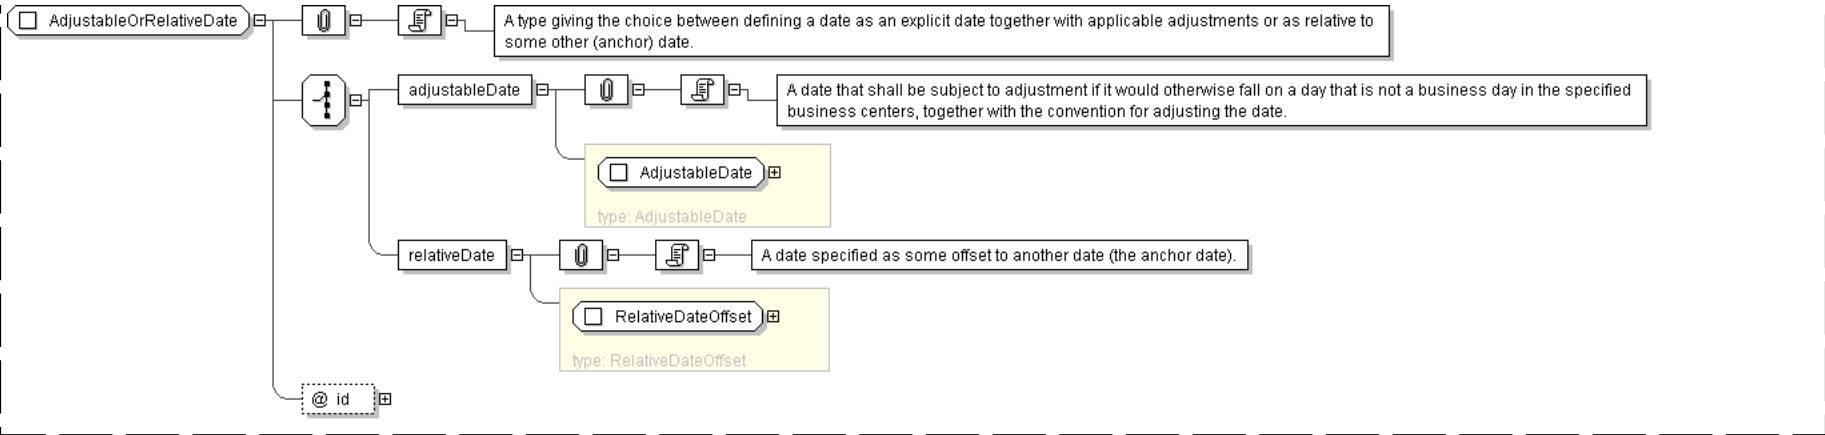 AdjustableOrRelativeDate
A type giving the choice between defining a date as an explicit date together with applicable adjustments or as relative to
some other (anchor) date.
adjustableDate
A date that shall be subject to adjustment if it would otherwise fall on a day that is not a business day in the specified
business centers, together with the convention for adjusting the date.
AdjustableDate
type: AdjustableDate
relativeDate
A date specified as some offset to another date (the anchor date).
RelativeDateOffset
type: RelativeDateOffset
@ id